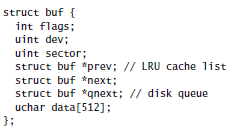 struct buf {
  int flags;
  uint dev;
  uint sector;
  struct buf *prev; // LRU cache list
  struct buf *next;
  struct buf *qnext; // disk queue
  uchar data[512];
};